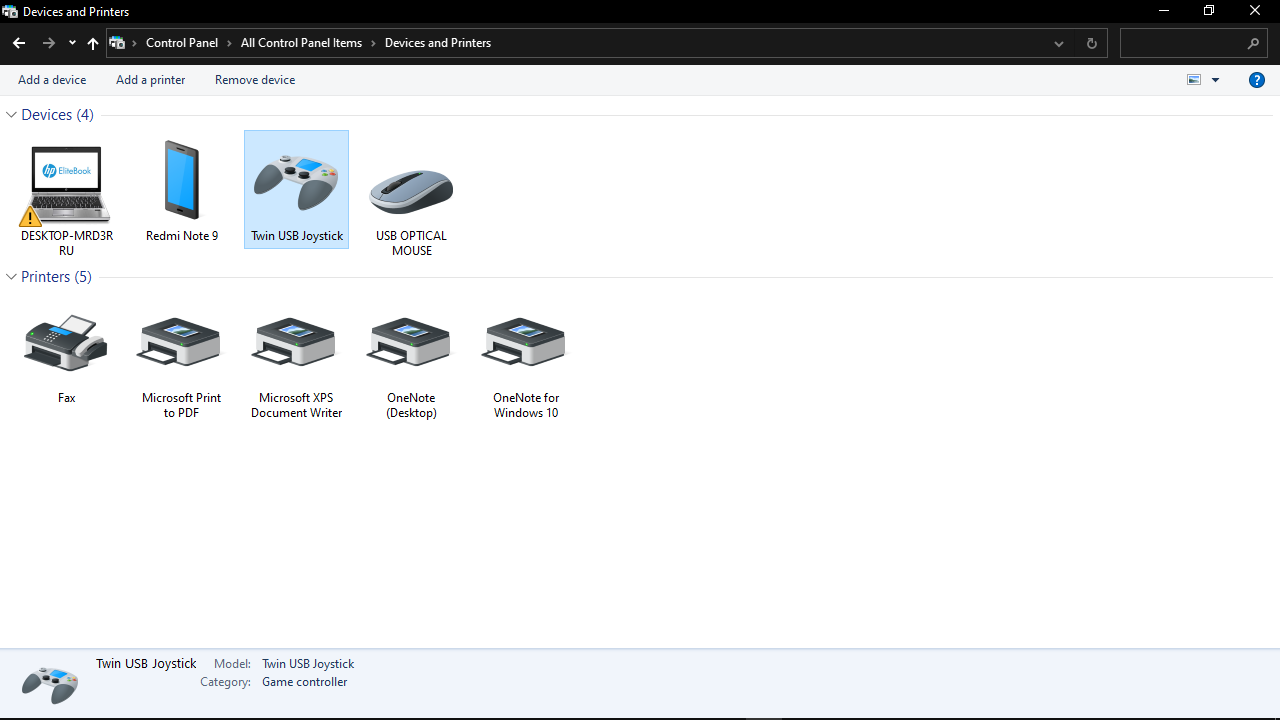 Devices and Printers
Control Panel > All Control Panel Items > Devices and Printers
Add a device Add a printer Remove device
?
Devices (4)
hp EliteBook
DESKTOP-MRD3R
RU
Redmi Note 9
Twin USB Joystick
USB OPTICAL
MOUSE
Printers (5)
Fax
Microsoft Print
to PDF
Microsoft XPS
Document Writer
OneNote
(Desktop)
OneNote for
Windows 10
Twin USB Joystick Model: Twin USB Joystick
Category: Game controller